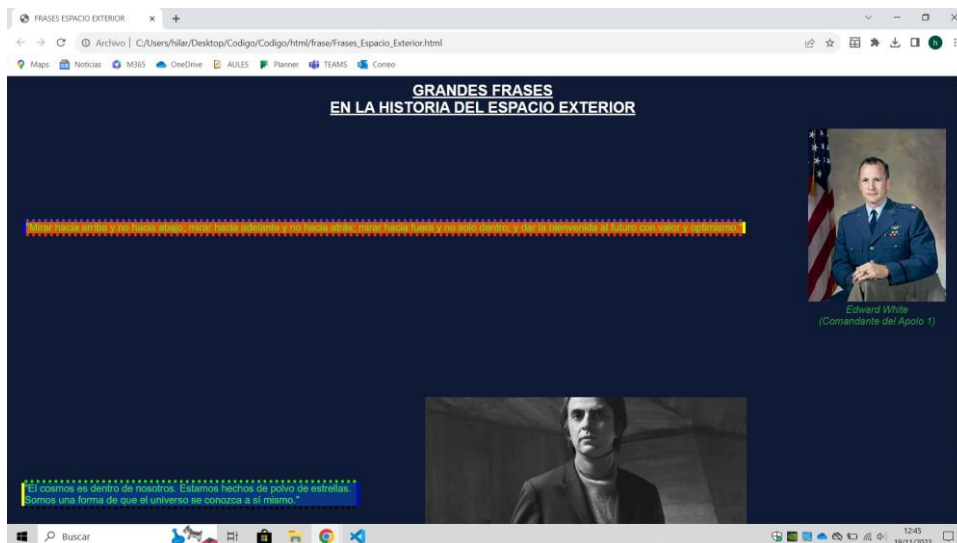 FRASES ESPACIO EXTERIOR
Archivo | C:/Users/hilar/Desktop/Codigo/Codigo/html/frase/Frases_Espacio_Exterior.html
h
Maps Noticias M365 OneDrive AULES Planner TEAMS Correo
GRANDES FRASES
EN LA HISTORIA DEL ESPACIO EXTERIOR
"Mirar hacia arriba y no hacia abajo; mirar hacia adelante y no hacia atrás; mirar hacia fuera y no solo dentro, y dar la bienvenida al futuro con valor y optimismo."
Edward White
(Comandante del Apolo 1)
"El cosmos es dentro de nosotros. Estamos hechos de polvo de estrellas.
Somos una forma de que el universo se conozca a sí mismo."
Buscar
12:45
19/11/2023